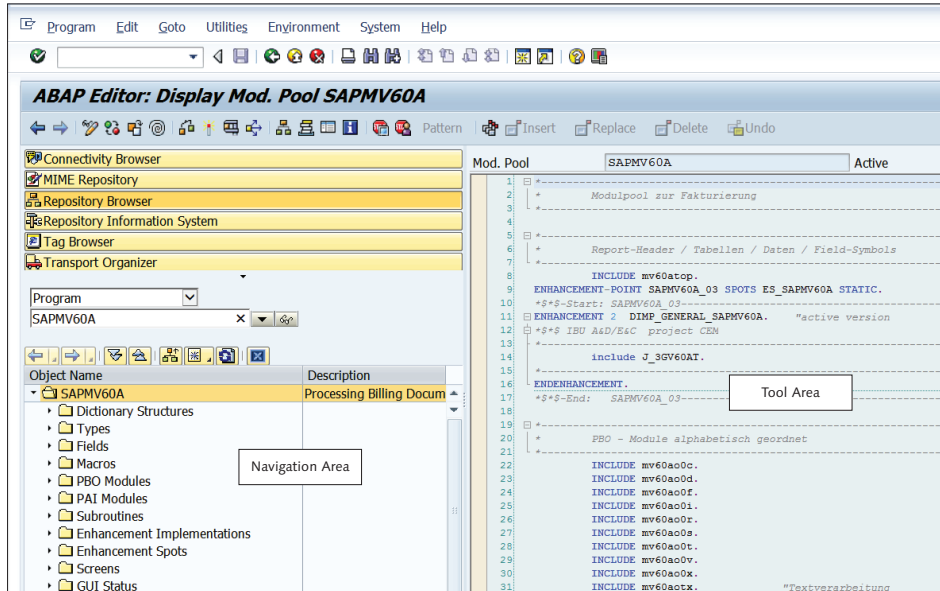 Program Edit Goto Utilities Environment System Help
ABAP Editor: Display Mod. Pool SAPMV60A
Pattern Insert Replace Delete Undo
Connectivity Browser
MIME Repository
Repository Browser
Repository Information System
Tag Browser
Transport Organizer
Program
SAPMV60A
Object Name Description
SAPMV60A Processing Billing Docum
Dictionary Structures
Types
Fields
Macros
PBO Modules
PAI Modules
Subroutines
Enhancement Implementations
Enhancement Spots
Screens
GUI Status
Navigation Area
Mod. Pool SAPMV60A Active
1 *----------------------------------------------------------------
2 * Modulpool zur Fakturierung
3 *----------------------------------------------------------------
4
5 *----------------------------------------------------------------
6 * Report-Header / Tabellen / Daten / Field-Symbols
7 *----------------------------------------------------------------
8 INCLUDE mv60atop.
9 ENHANCEMENT-POINT SAPMV60A_03 SPOTS ES_SAPMV60A STATIC.
10 *$*$-Start: SAPMV60A_03----------------------------------------
11 ENHANCEMENT 2 DIMP_GENERAL_SAPMV60A. "active version
12 *$*$ IBU A&D/E&C project CEM
13 *----------------------------------------------------------------
14 include J_3GV60AT.
15 *----------------------------------------------------------------
16 ENDENHANCEMENT.
17 *$*$-End: SAPMV60A_03----------------------------------------
18
19 *----------------------------------------------------------------
20 * PBO - Module alphabetisch geordnet
21 *----------------------------------------------------------------
22 INCLUDE mv60ao0c.
23 INCLUDE mv60ao0d.
24 INCLUDE mv60ao0f.
25 INCLUDE mv60ao0i.
26 INCLUDE mv60ao0r.
27 INCLUDE mv60ao0s.
28 INCLUDE mv60ao0t.
29 INCLUDE mv60ao0v.
30 INCLUDE mv60ao0x.
31 INCLUDE mv60aotx. "Textverarbeitung
Tool Area